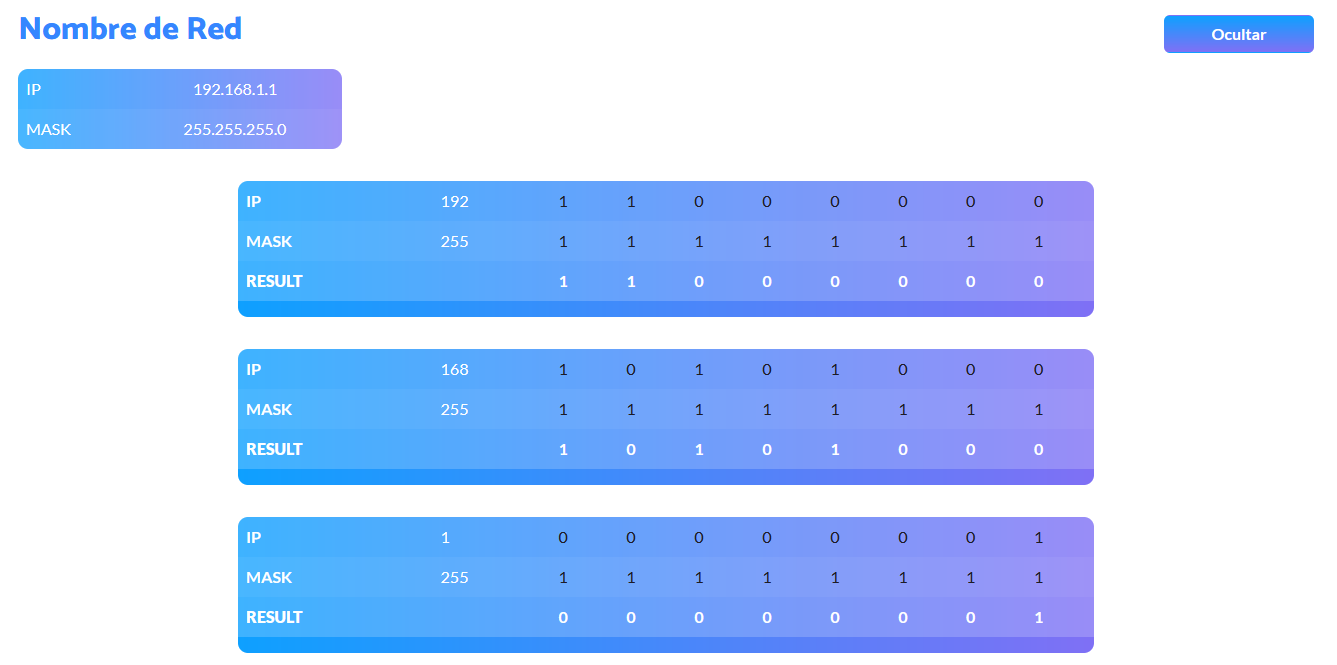 Nombre de Red
Ocultar
IP 192.168.1.1
MASK 255.255.255.0
IP 192 1 1 0 0 0 0 0 0
MASK 255 1 1 1 1 1 1 1 1
RESULT 1 1 0 0 0 0 0 0
IP 168 1 0 1 0 1 0 0 0
MASK 255 1 1 1 1 1 1 1 1
RESULT 1 0 1 0 1 0 0 0
IP 1 0 0 0 0 0 0 0 1
MASK 255 1 1 1 1 1 1 1 1
RESULT 0 0 0 0 0 0 0 1